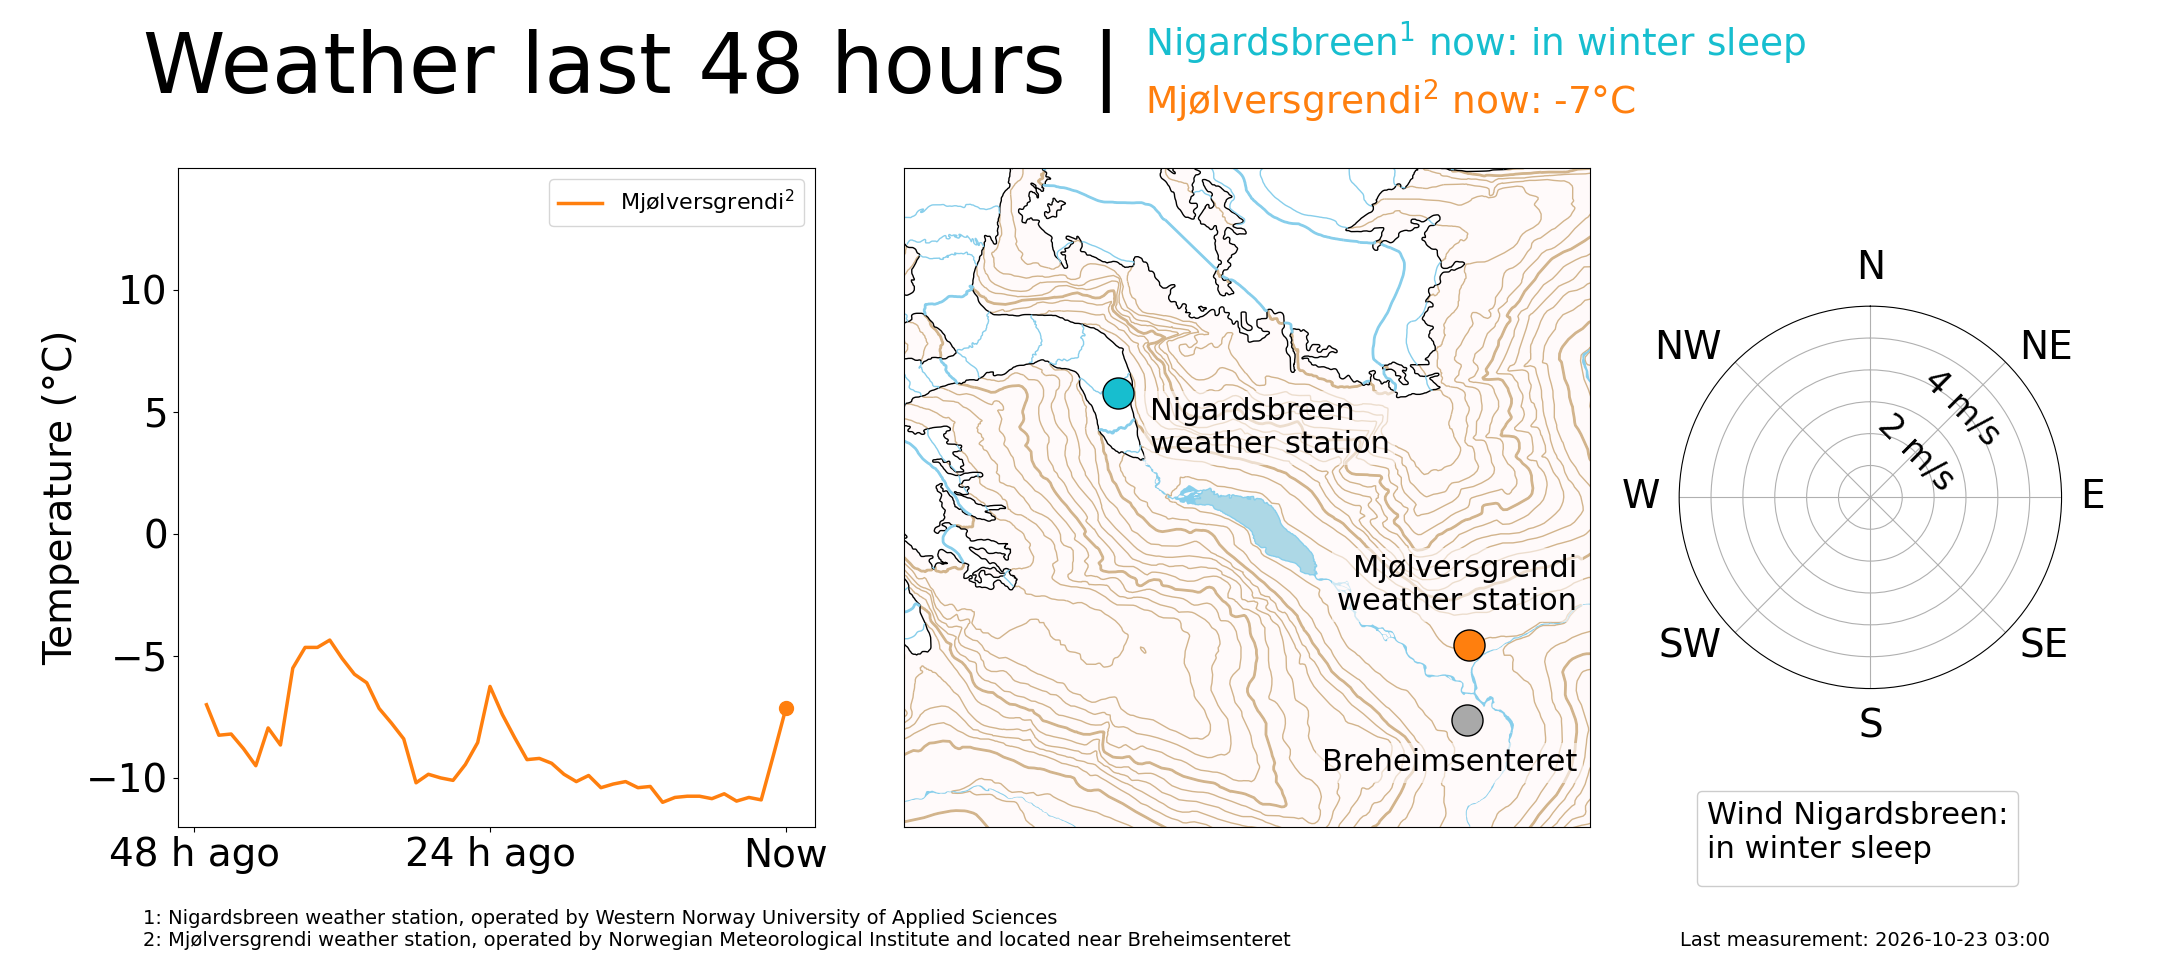 Weather last 48 hours |
Nigardsbreen¹ now: in winter sleep
Mjølversgrendi² now: -7°C
Mjølversgrendi²
Temperature (°C)
10
5
0
−5
−10
48 h ago
24 h ago
Now
Nigardsbreen
weather station
Mjølversgrendi
weather station
Breheimsenteret
N
NE
E
SE
S
SW
W
NW
4 m/s
2 m/s
Wind Nigardsbreen:
in winter sleep
1: Nigardsbreen weather station, operated by Western Norway University of Applied Sciences
2: Mjølversgrendi weather station, operated by Norwegian Meteorological Institute and located near Breheimsenteret
Last measurement: 2026-10-23 03:00